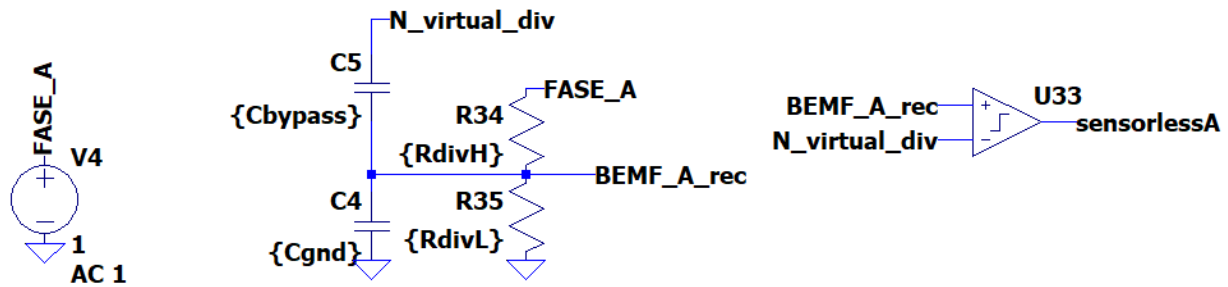 FASE_A
V4
1
AC 1
N_virtual_div
C5
{Cbypass}
C4
{Cgnd}
FASE_A
R34
{RdivH}
BEMF_A_rec
R35
{RdivL}
BEMF_A_rec
N_virtual_div
U33
sensorlessA